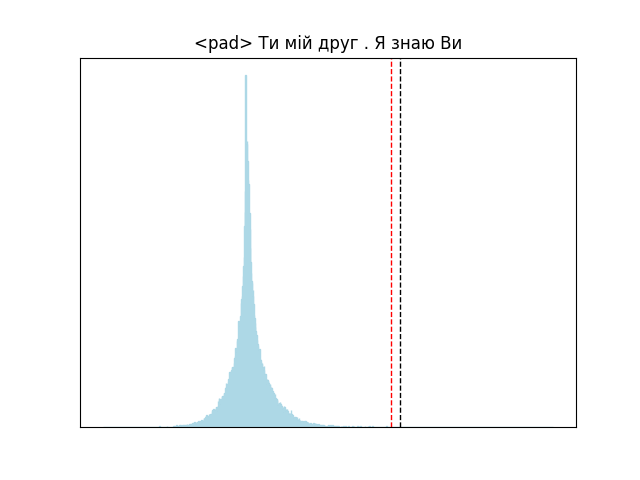 <pad> Ти мій друг . Я знаю Ви